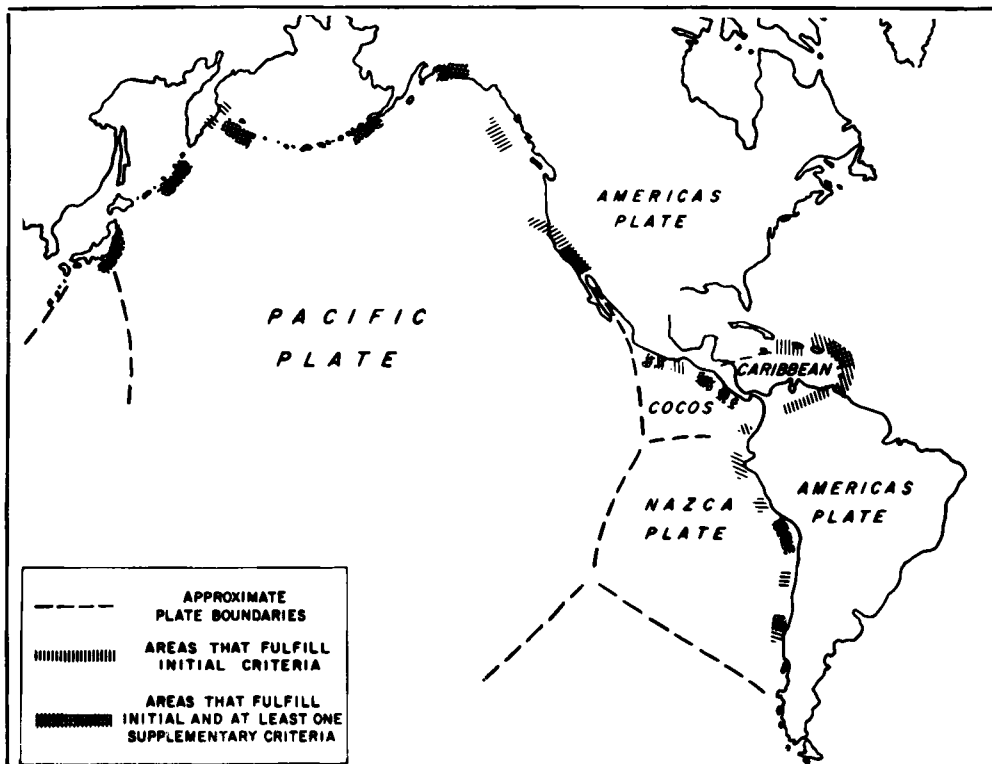 AMERICAS
PLATE
PACIFIC
PLATE
CARIBBEAN
COCOS
NAZCA
PLATE
AMERICAS
PLATE
APPROXIMATE
PLATE BOUNDARIES
AREAS THAT FULFILL
INITIAL CRITERIA
AREAS THAT FULFILL
INITIAL AND AT LEAST ONE
SUPPLEMENTARY CRITERIA